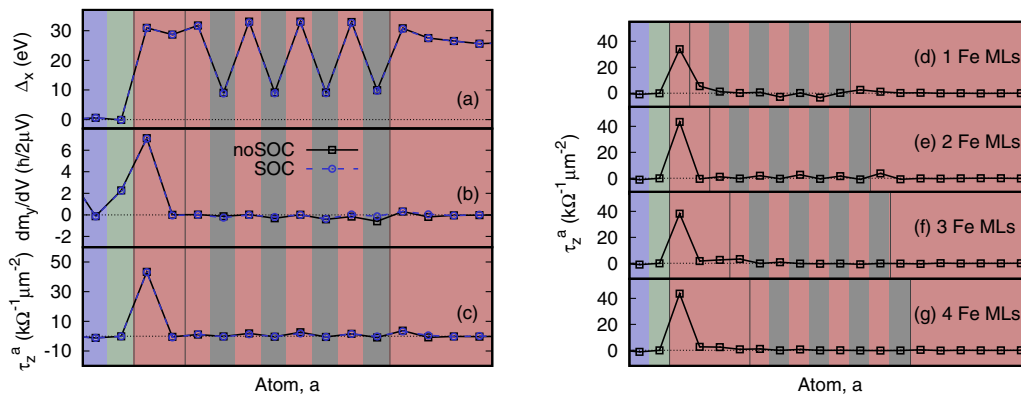 Δx (eV)
30
20
10
0
(a)
dmy/dV (ħ/2μV)
6
4
2
0
-2
noSOC
SOC
(b)
τz^a (kΩ⁻¹μm⁻²)
50
30
10
-10
(c)
Atom, a
τz^a (kΩ⁻¹μm⁻²)
40
20
0
(d) 1 Fe MLs
40
20
0
(e) 2 Fe MLs
40
20
0
(f) 3 Fe MLs
40
20
0
(g) 4 Fe MLs
Atom, a